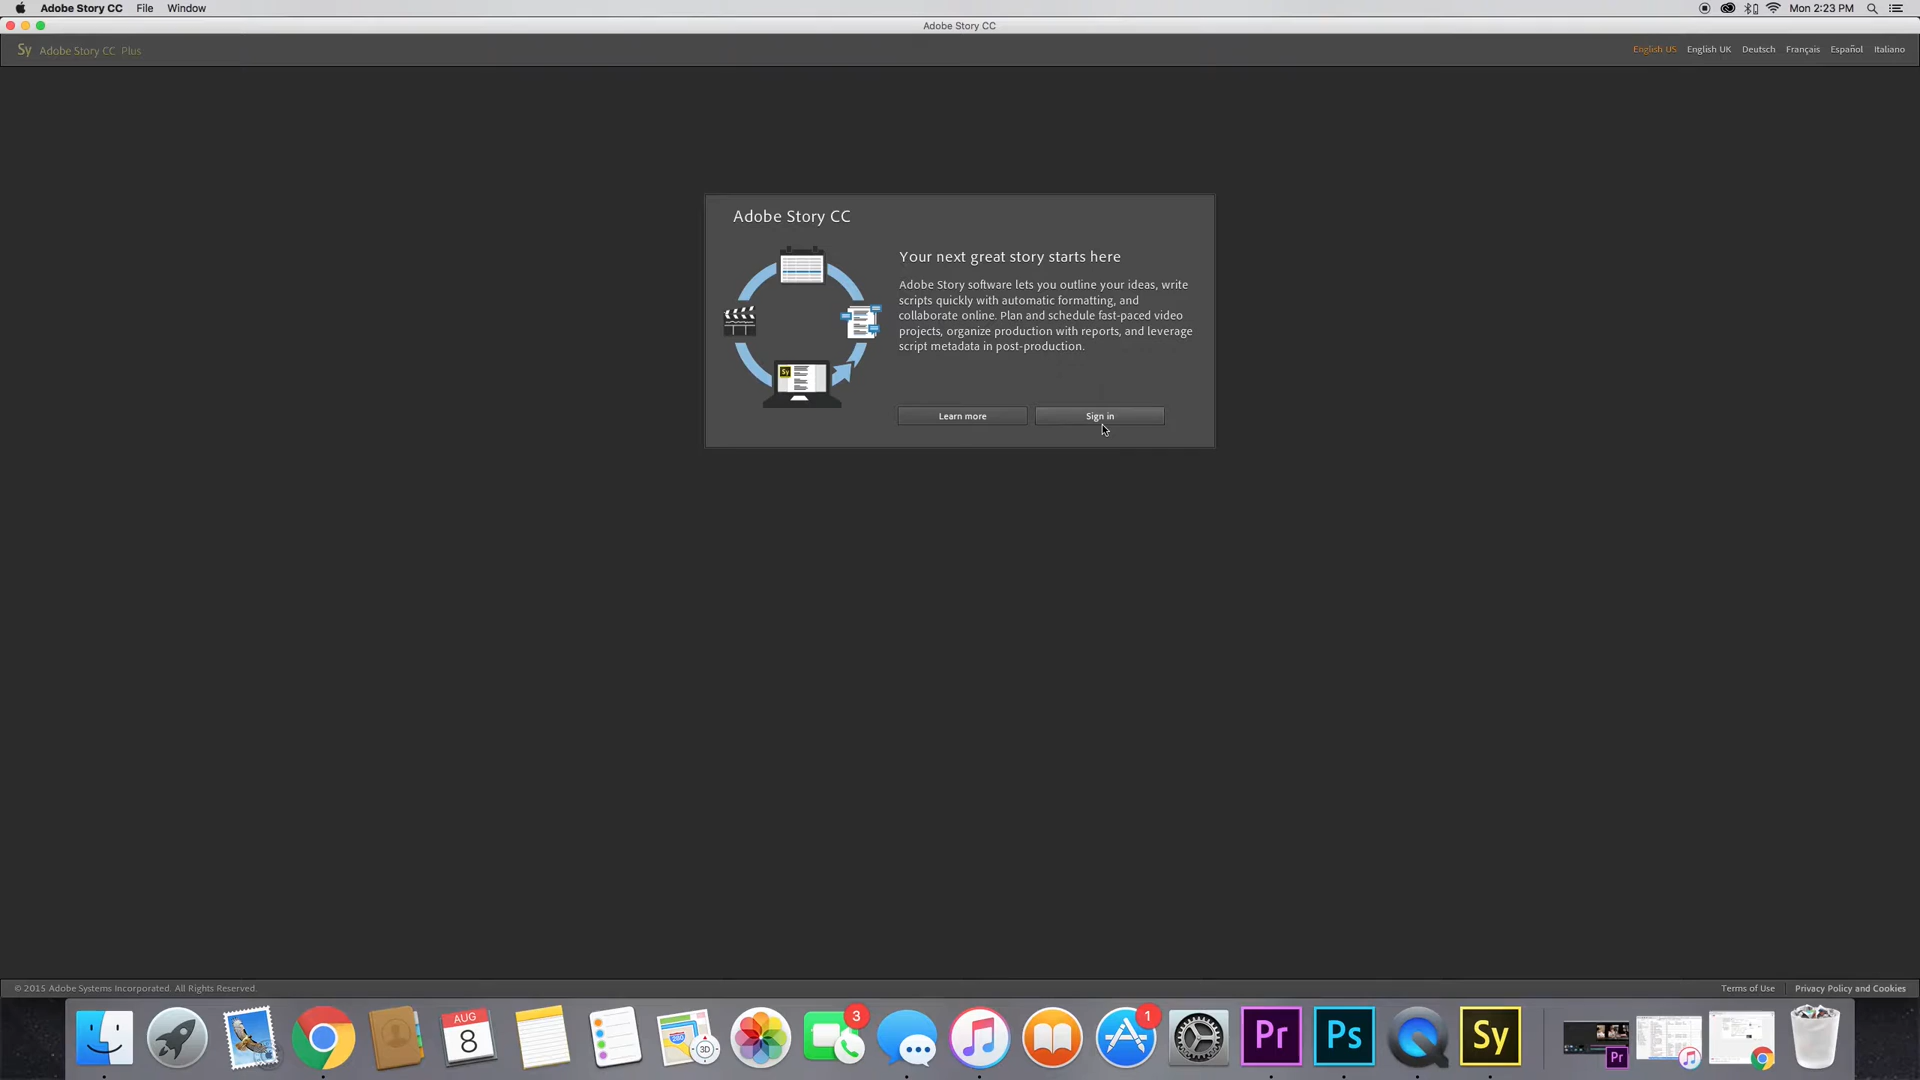 Adobe Story CC File Window Mon 2:23 PM
Adobe Story CC
Sy Adobe Story CC Plus English US English UK Deutsch Français Español Italiano
Adobe Story CC
Your next great story starts here
Adobe Story software lets you outline your ideas, write
scripts quickly with automatic formatting, and
collaborate online. Plan and schedule fast-paced video
projects, organize production with reports, and leverage
script metadata in post-production.
Sy
Learn more Sign in
© 2015 Adobe Systems Incorporated. All Rights Reserved. Terms of Use Privacy Policy and Cookies
AUG
8
3D
3
1
Pr
Ps
Sy
Pr